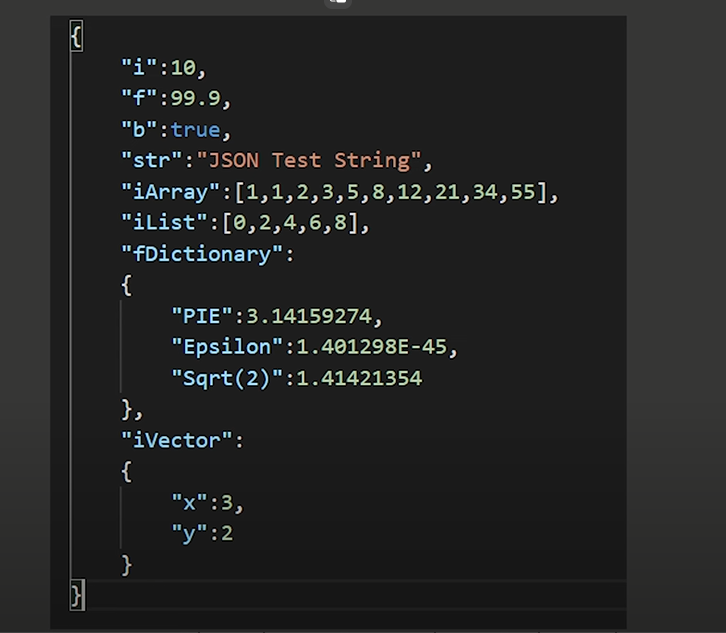 {
"i":10,
"f":99.9,
"b":true,
"str":"JSON Test String",
"iArray":[1,1,2,3,5,8,12,21,34,55],
"iList":[0,2,4,6,8],
"fDictionary":
{
"PIE":3.14159274,
"Epsilon":1.401298E-45,
"Sqrt(2)":1.41421354
},
"iVector":
{
"x":3,
"y":2
}
}